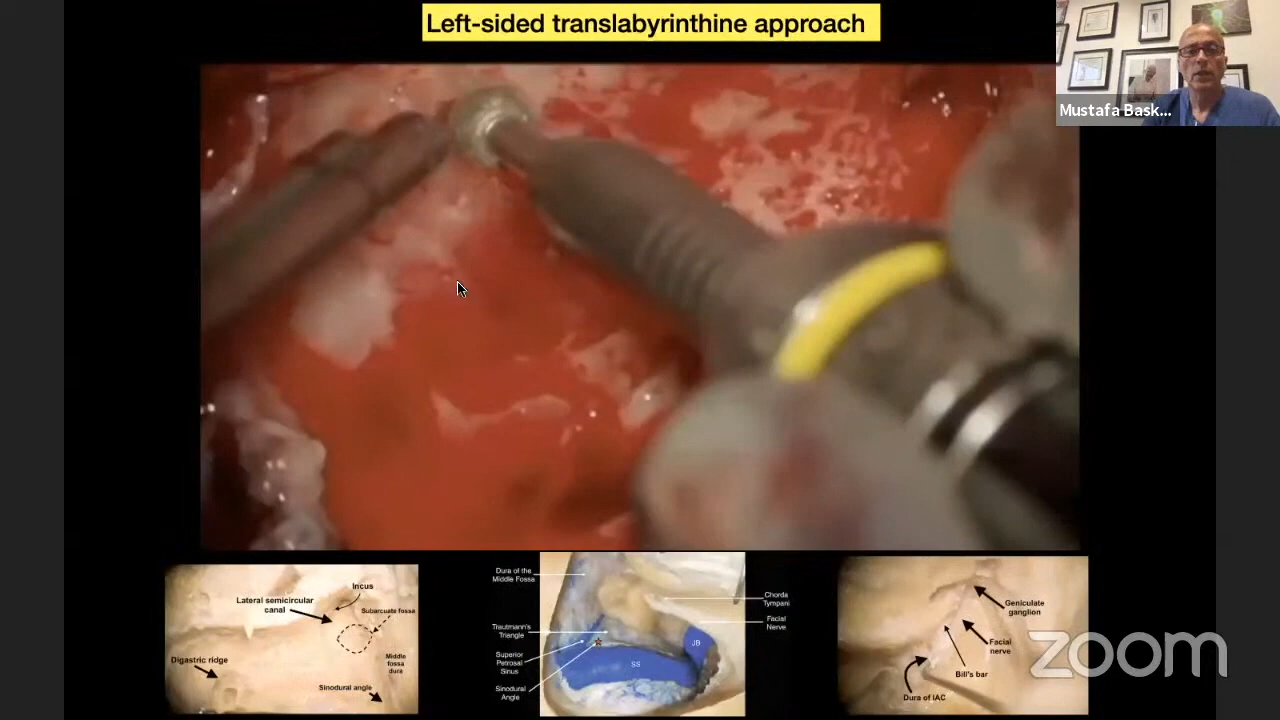 Left-sided translabyrinthine approach
Mustafa Bask...
Incus
Lateral semicircular
canal
Subarcuate fossa
Digastric ridge
Middle
fossa
dura
Sinodural angle
Dura of the
Middle Fossa
Trautmann's
Triangle
Superior
Petrosal
Sinus
Sinodural
Angle
Chorda
Tympani
Facial
Nerve
JB
SS
Geniculate
ganglion
Facial
nerve
Bill's bar
Dura of IAC
zoom